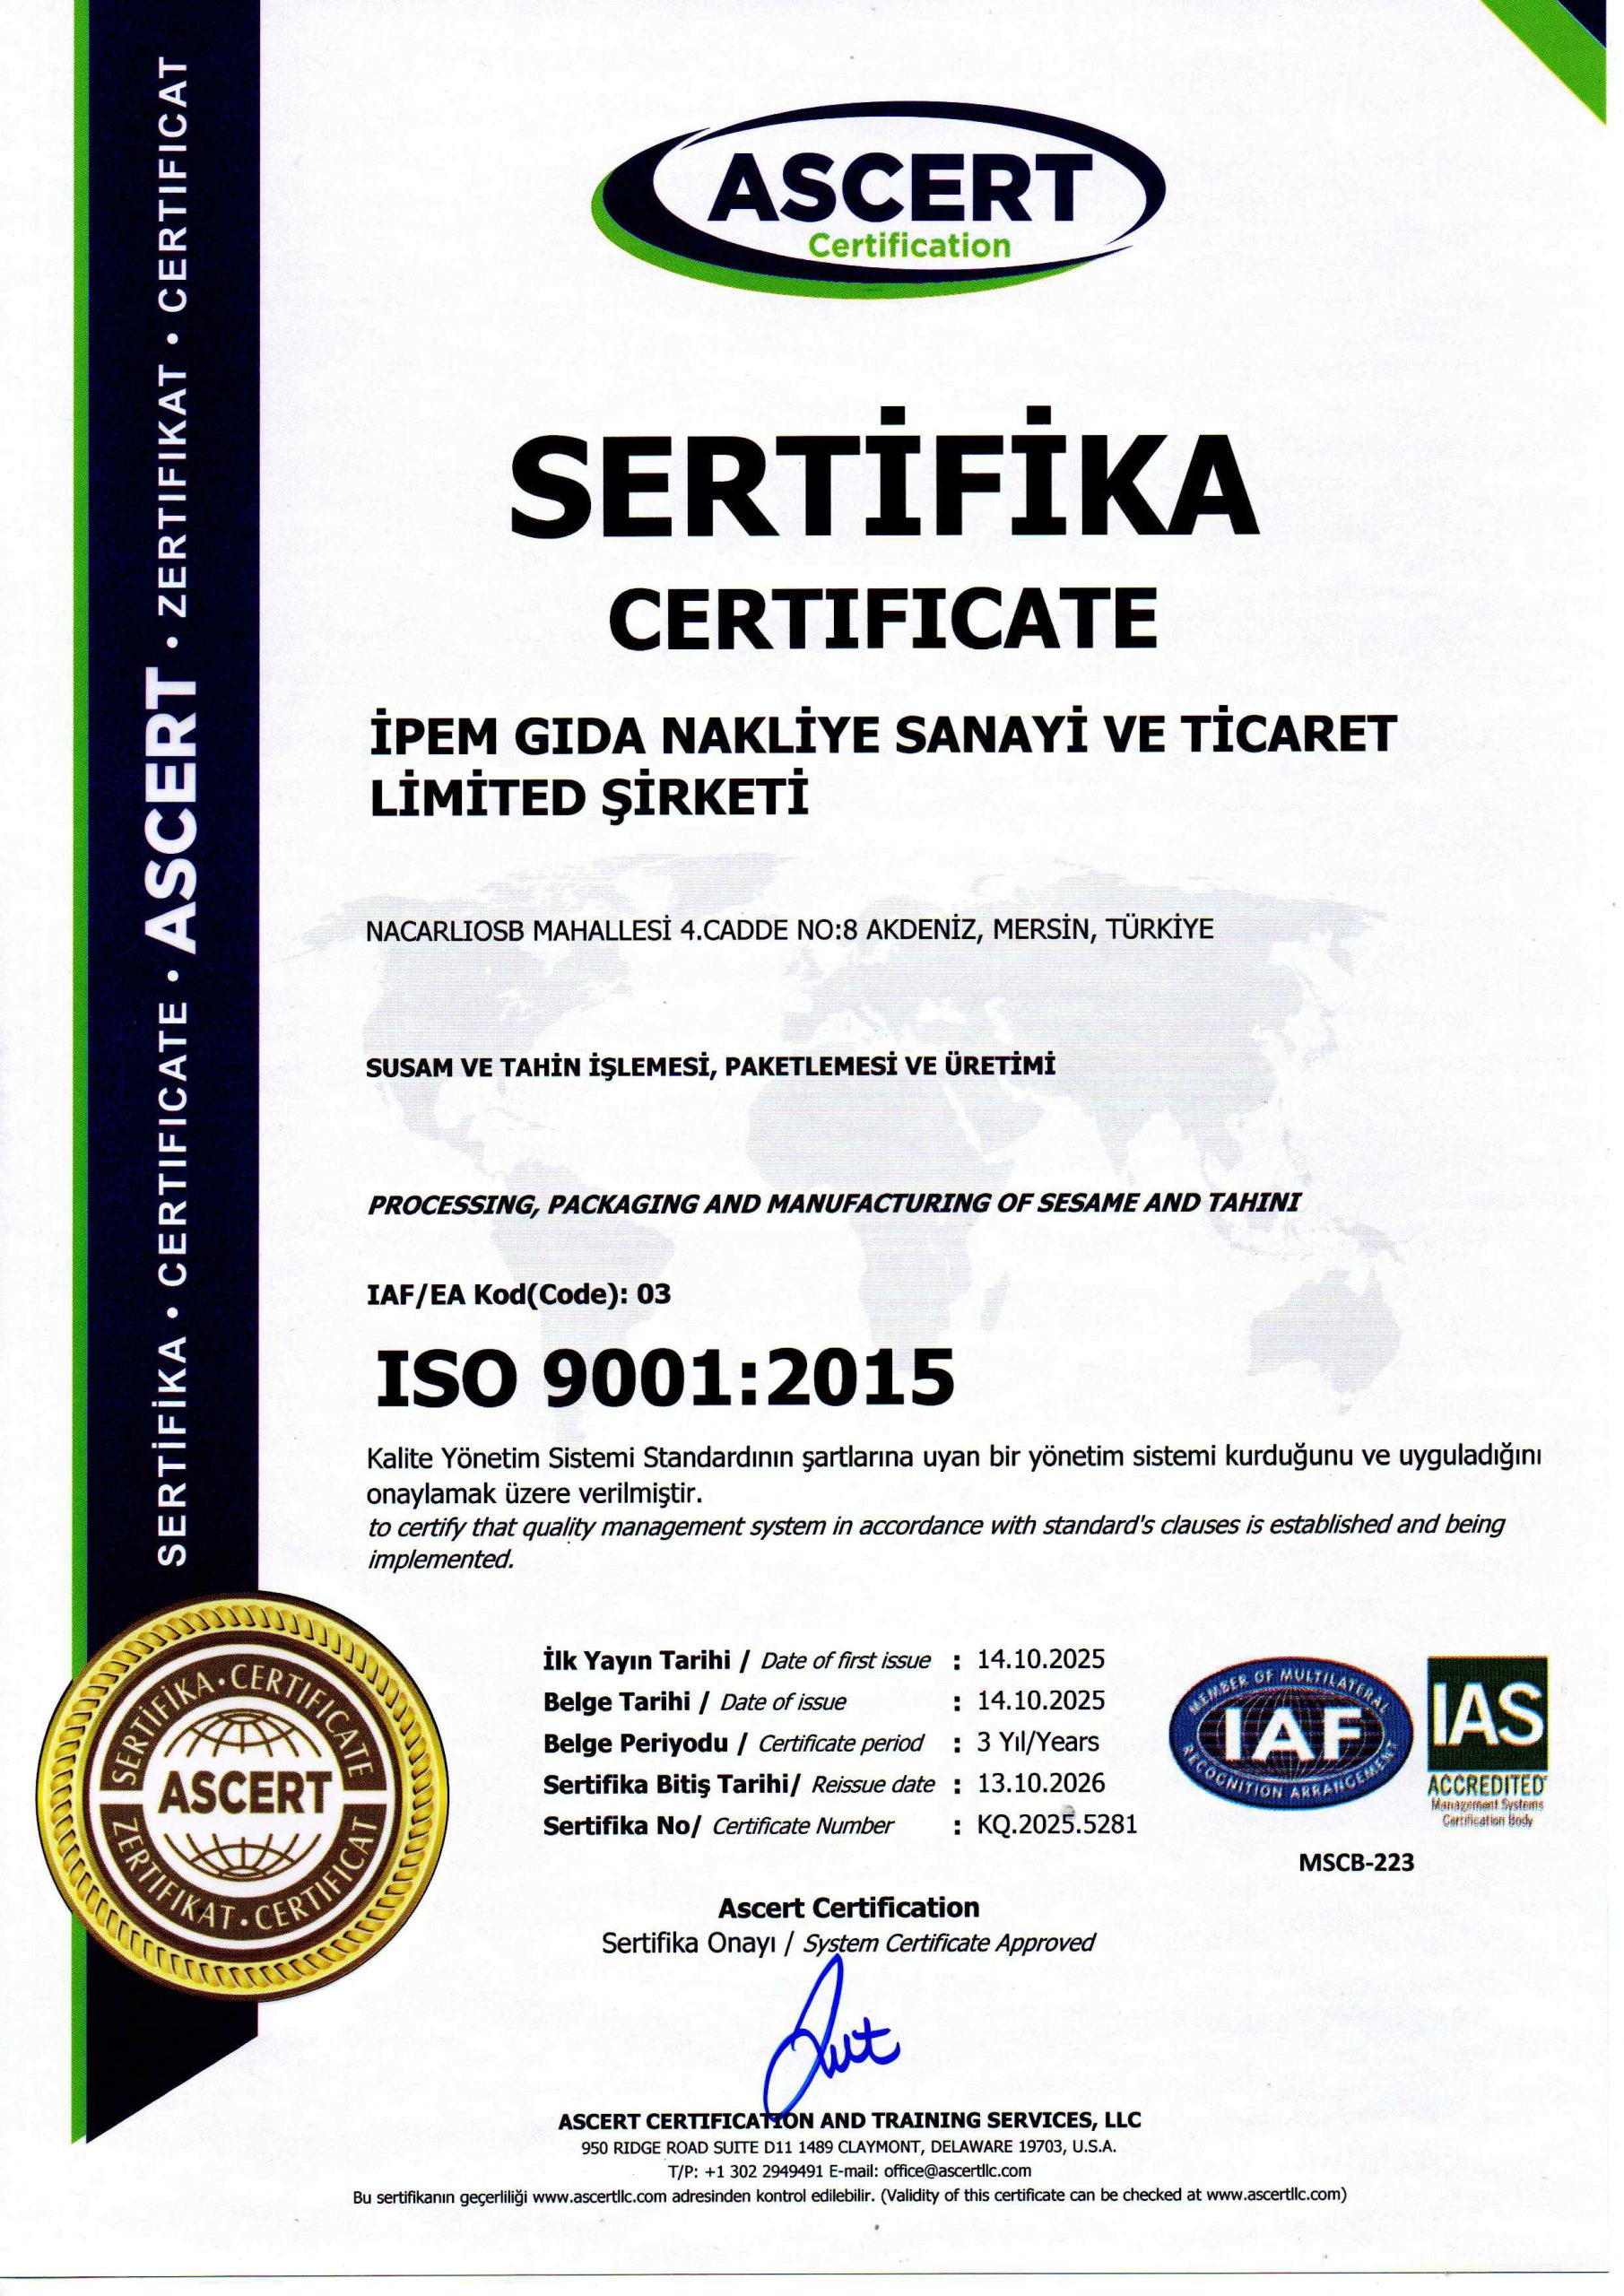 ASCERT
Certification
SERTİFİKA • CERTIFICATE • ASCERT • ZERTIFIKAT • CERTIFICAT
SERTİFİKA
CERTIFICATE
İPEM GIDA NAKLİYE SANAYİ VE TİCARET
LİMİTED ŞİRKETİ
NACARLIOSB MAHALLESİ 4.CADDE NO:8 AKDENİZ, MERSİN, TÜRKİYE
SUSAM VE TAHİN İŞLEMESİ, PAKETLEMESİ VE ÜRETİMİ
PROCESSING, PACKAGING AND MANUFACTURING OF SESAME AND TAHINI
IAF/EA Kod(Code): 03
ISO 9001:2015
Kalite Yönetim Sistemi Standardının şartlarına uyan bir yönetim sistemi kurduğunu ve uyguladığını
onaylamak üzere verilmiştir.
to certify that quality management system in accordance with standard's clauses is established and being
implemented.
İlk Yayın Tarihi / Date of first issue : 14.10.2025
Belge Tarihi / Date of issue : 14.10.2025
Belge Periyodu / Certificate period : 3 Yıl/Years
Sertifika Bitiş Tarihi/ Reissue date : 13.10.2026
Sertifika No/ Certificate Number : KQ.2025.5281
SERTİFİKA • CERTIFICATE
ASCERT
ZERTIFIKAT • CERTIFICAT
MEMBER OF MULTILATERAL
IAF
RECOGNITION ARRANGEMENT
IAS
ACCREDITED
Management Systems
Certification Body
MSCB-223
Ascert Certification
Sertifika Onayı / System Certificate Approved
ASCERT CERTIFICATION AND TRAINING SERVICES, LLC
950 RIDGE ROAD SUITE D11 1489 CLAYMONT, DELAWARE 19703, U.S.A.
T/P: +1 302 2949491 E-mail: office@ascertllc.com
Bu sertifikanın geçerliliği www.ascertllc.com adresinden kontrol edilebilir. (Validity of this certificate can be checked at www.ascertllc.com)